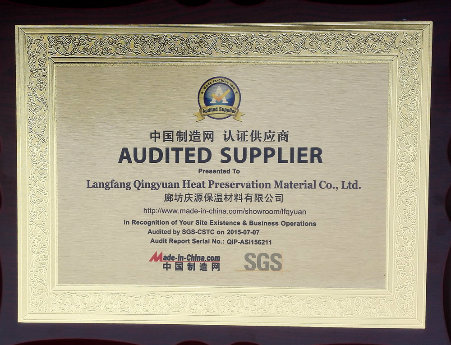 Audited Supplier
中国制造网 认证供应商
AUDITED SUPPLIER
Presented To
Langfang Qingyuan Heat Preservation Material Co., Ltd.
廊坊庆源保温材料有限公司
http://www.made-in-china.com/showroom/lfqyuan
In Recognition of Your Site Existence & Business Operations
Audited by SGS-CSTC on 2015-07-07
Audit Report Serial No.: QIP-ASI156211
Made-in-China.com
中国制造网
SGS